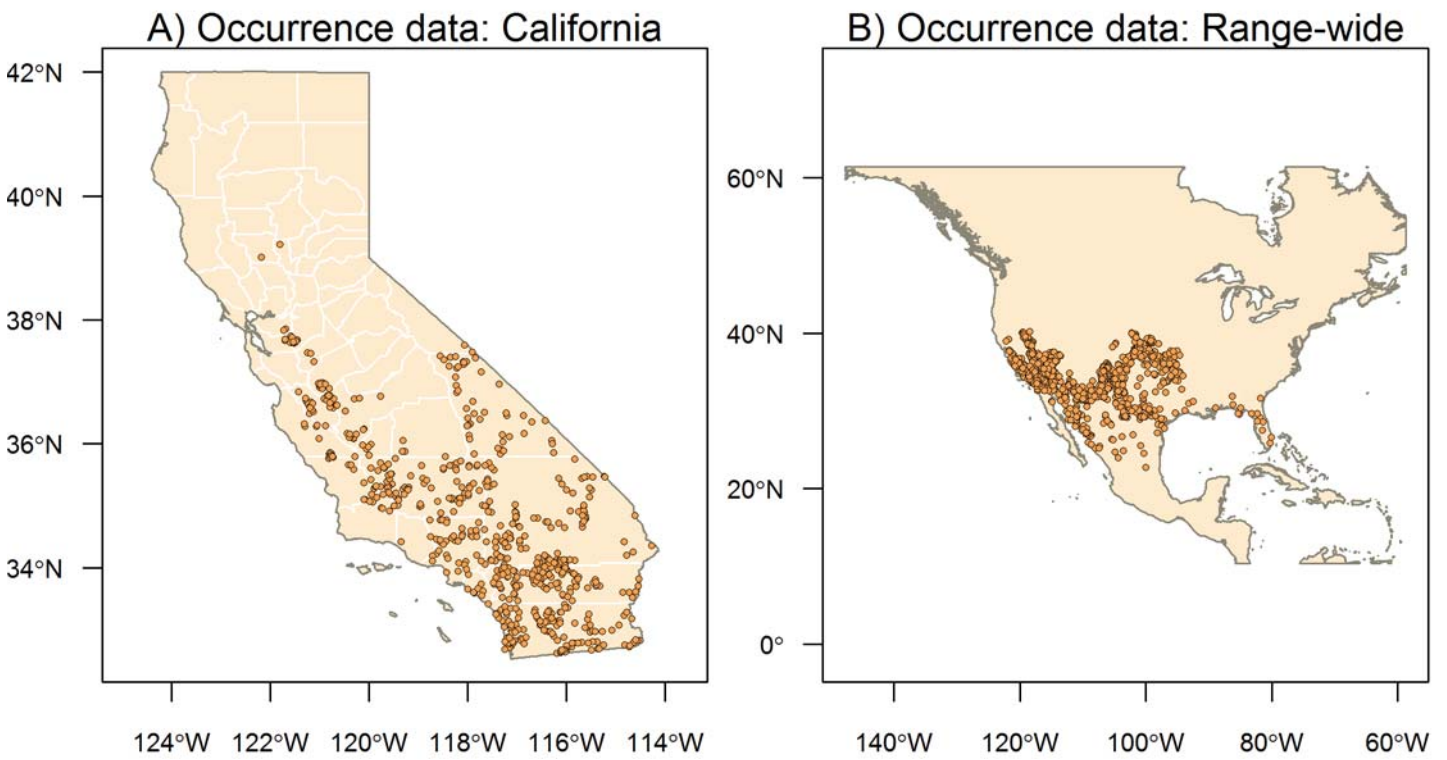 A) Occurrence data: California
42°N
40°N
38°N
36°N
34°N
124°W 122°W 120°W 118°W 116°W 114°W
B) Occurrence data: Range-wide
60°N
40°N
20°N
0°
140°W 120°W 100°W 80°W 60°W